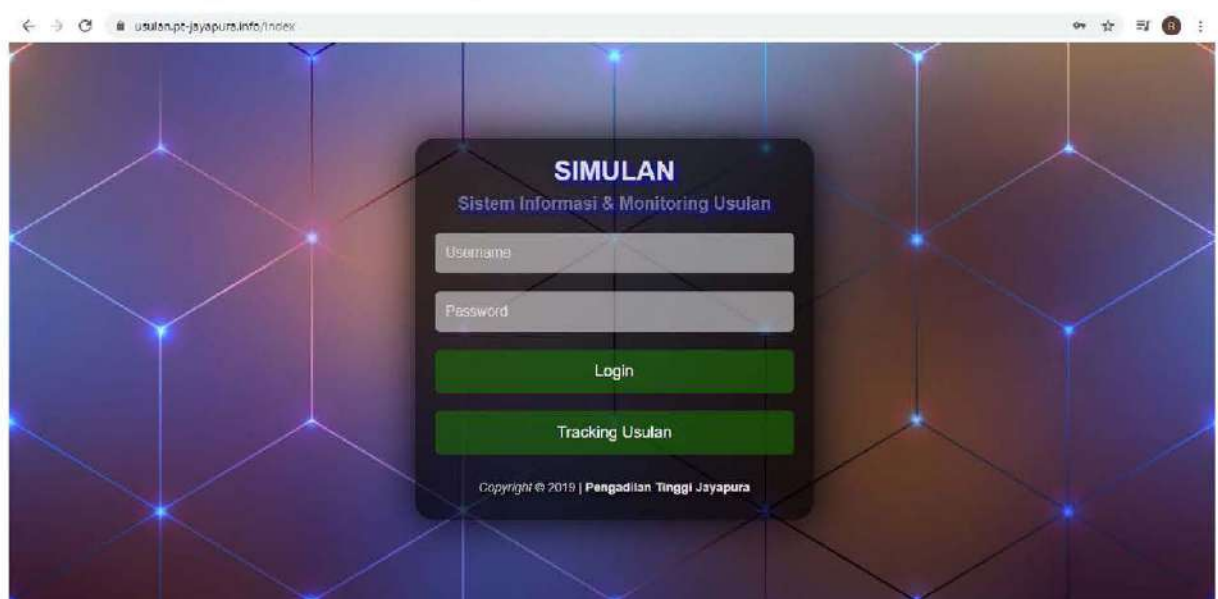 usulan.pt-jayapura.info/index
SIMULAN
Sistem Informasi & Monitoring Usulan
Username
Password
Login
Tracking Usulan
Copyright © 2019 | Pengadilan Tinggi Jayapura